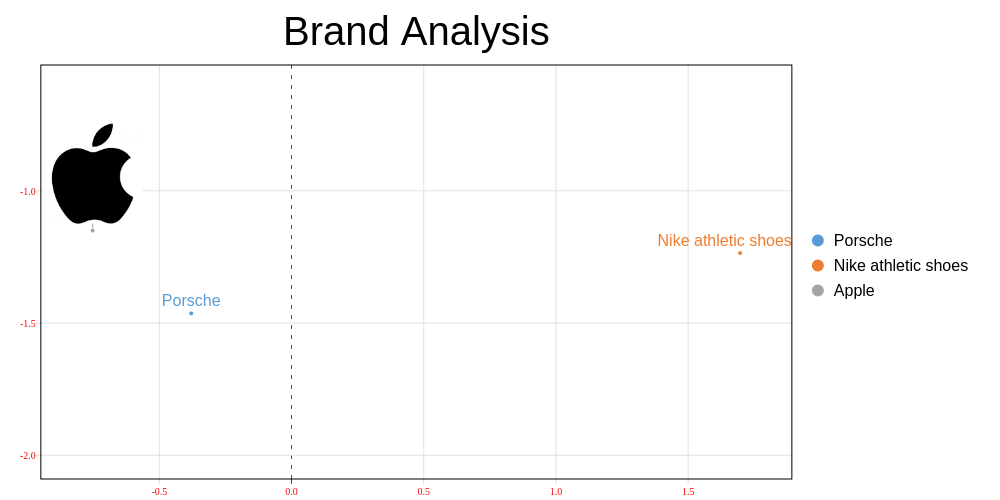 Brand Analysis
-1.0
-1.5
-2.0
-0.5
0.0
0.5
1.0
1.5
Porsche
Nike athletic shoes
Porsche
Nike athletic shoes
Apple